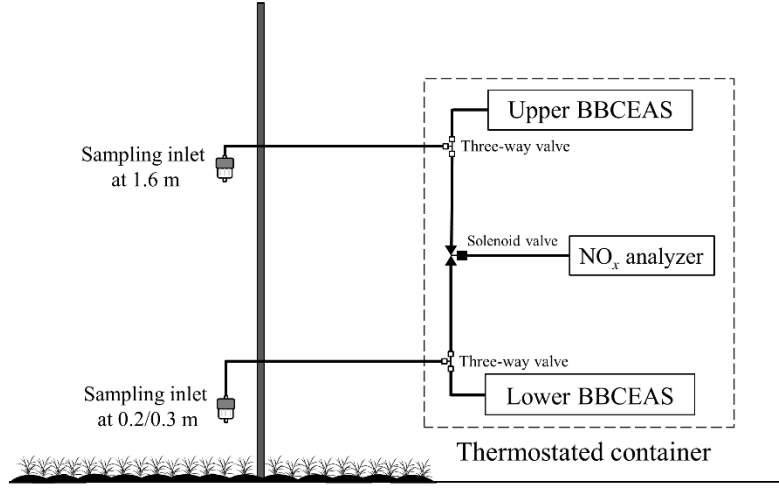 Upper BBCEAS
Three-way valve
Sampling inlet
at 1.6 m
Solenoid valve
NOx analyzer
Three-way valve
Sampling inlet
at 0.2/0.3 m
Lower BBCEAS
Thermostated container